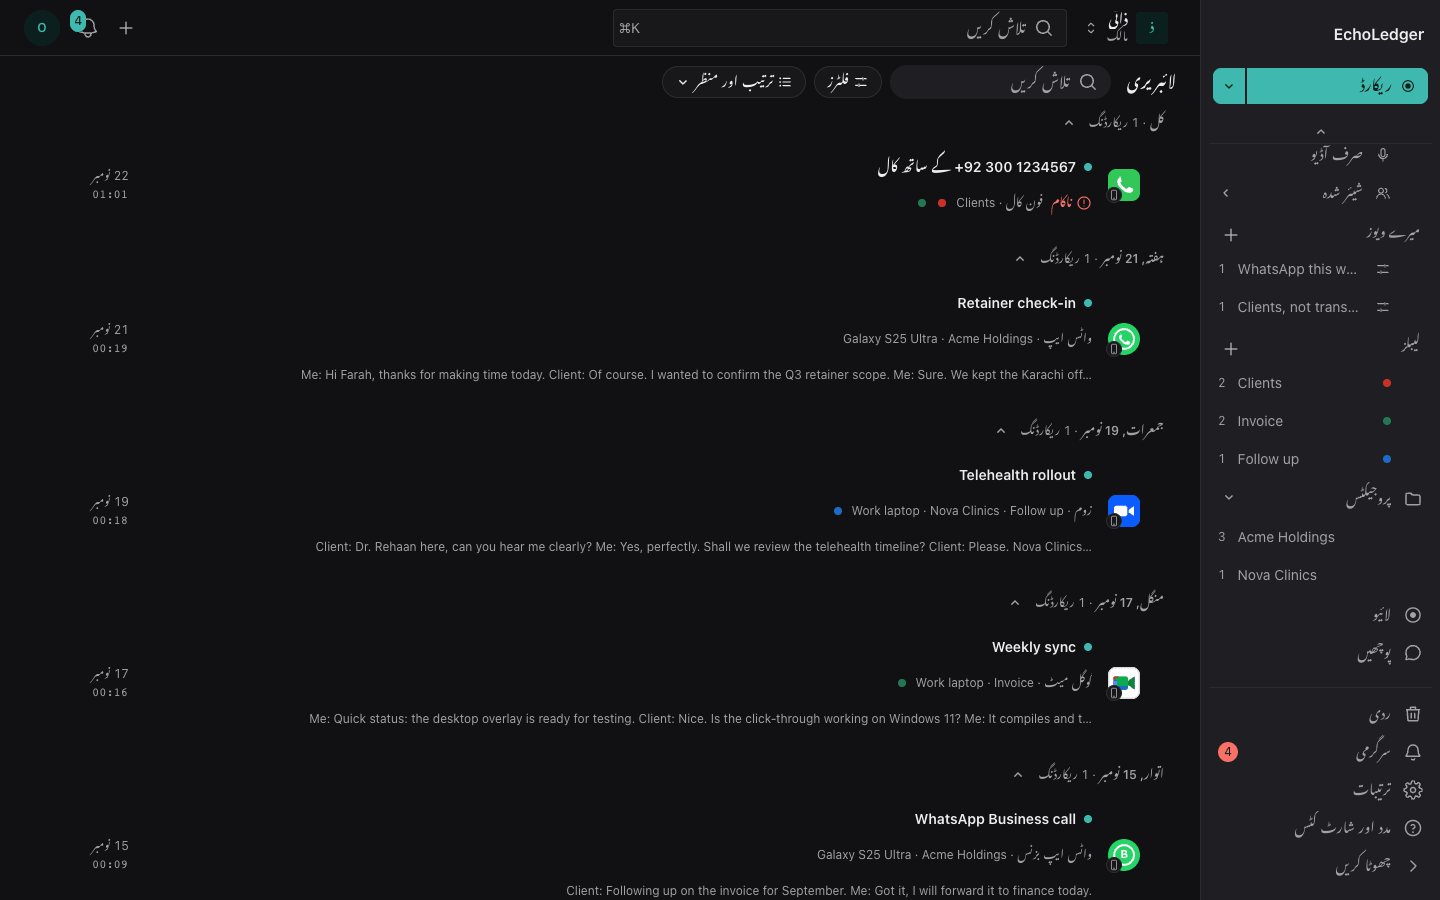 EchoLedger
ریکارڈ
صرف آڈیو
شیئر شدہ
میرے ویوز
WhatsApp this w... 1
Clients, not trans... 1
لیبلز
Clients 2
Invoice 2
Follow up 1
پروجیکٹس
Acme Holdings 3
Nova Clinics 1
لائیو
پوچھیں
ردی
سرگرمی 4
ترتیبات
مدد اور شارٹ کٹس
چھوٹا کریں
ذ
ذاتی
مالک
تلاش کریں ⌘K
4
O
لائبریری
تلاش کریں
فلٹرز
ترتیب اور منظر
کل · 1 ریکارڈنگ
+92 300 1234567 کے ساتھ کال
ناکام فون کال · Clients
22 نومبر
01:01
ہفتہ, 21 نومبر · 1 ریکارڈنگ
Retainer check-in
واٹس ایپ · Galaxy S25 Ultra · Acme Holdings
Me: Hi Farah, thanks for making time today. Client: Of course. I wanted to confirm the Q3 retainer scope. Me: Sure. We kept the Karachi off...
21 نومبر
00:19
جمعرات, 19 نومبر · 1 ریکارڈنگ
Telehealth rollout
زوم · Work laptop · Nova Clinics · Follow up
Client: Dr. Rehaan here, can you hear me clearly? Me: Yes, perfectly. Shall we review the telehealth timeline? Client: Please. Nova Clinics...
19 نومبر
00:18
منگل, 17 نومبر · 1 ریکارڈنگ
Weekly sync
گوگل میٹ · Work laptop · Invoice
Me: Quick status: the desktop overlay is ready for testing. Client: Nice. Is the click-through working on Windows 11? Me: It compiles and t...
17 نومبر
00:16
اتوار, 15 نومبر · 1 ریکارڈنگ
WhatsApp Business call
واٹس ایپ بزنس · Galaxy S25 Ultra · Acme Holdings
Client: Following up on the invoice for September. Me: Got it, I will forward it to finance today.
15 نومبر
00:09